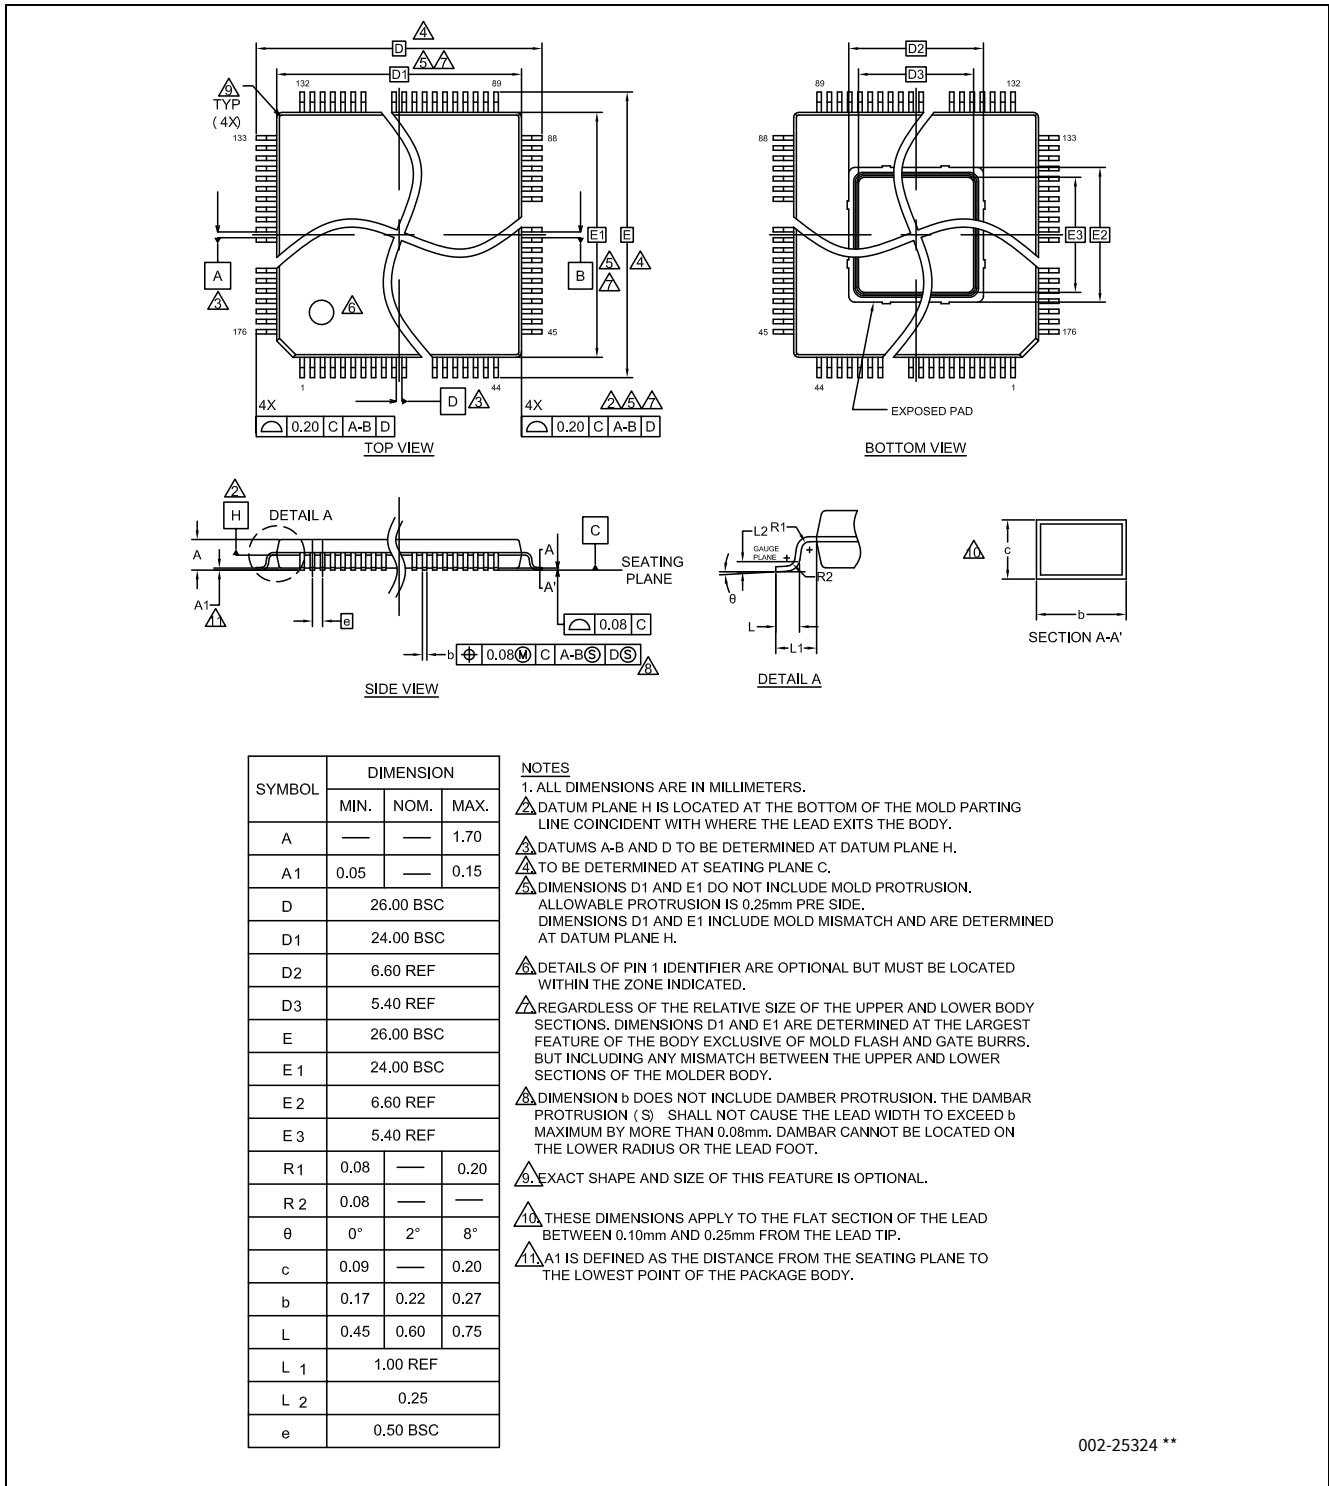 4
D
5 7
D1
132
89
9
TYP
( 4X)
133
88
E1
E
A
B
3
5
4
7
6
176
45
1
44
4X
D
3
4X
2 5 7
0.20 C A-B D
0.20 C A-B D
TOP VIEW
D2
D3
89
132
88
133
E3
E2
45
176
44
1
EXPOSED PAD
BOTTOM VIEW
2
H
DETAIL A
A
A1
11
e
A
A'
C
SEATING
PLANE
0.08 C
b 0.08 M C A-B S D S
8
SIDE VIEW
L2
R1
GAUGE
PLANE
R2
θ
L
L1
DETAIL A
10
c
b
SECTION A-A'
SYMBOL DIMENSION
MIN. NOM. MAX.
A — — 1.70
A1 0.05 — 0.15
D 26.00 BSC
D1 24.00 BSC
D2 6.60 REF
D3 5.40 REF
E 26.00 BSC
E 1 24.00 BSC
E 2 6.60 REF
E 3 5.40 REF
R 1 0.08 — 0.20
R 2 0.08 — —
θ 0° 2° 8°
c 0.09 — 0.20
b 0.17 0.22 0.27
L 0.45 0.60 0.75
L 1 1.00 REF
L 2 0.25
e 0.50 BSC
NOTES
1. ALL DIMENSIONS ARE IN MILLIMETERS.
2. DATUM PLANE H IS LOCATED AT THE BOTTOM OF THE MOLD PARTING
LINE COINCIDENT WITH WHERE THE LEAD EXITS THE BODY.
3. DATUMS A-B AND D TO BE DETERMINED AT DATUM PLANE H.
4. TO BE DETERMINED AT SEATING PLANE C.
5. DIMENSIONS D1 AND E1 DO NOT INCLUDE MOLD PROTRUSION.
ALLOWABLE PROTRUSION IS 0.25mm PRE SIDE.
DIMENSIONS D1 AND E1 INCLUDE MOLD MISMATCH AND ARE DETERMINED
AT DATUM PLANE H.
6. DETAILS OF PIN 1 IDENTIFIER ARE OPTIONAL BUT MUST BE LOCATED
WITHIN THE ZONE INDICATED.
7. REGARDLESS OF THE RELATIVE SIZE OF THE UPPER AND LOWER BODY
SECTIONS. DIMENSIONS D1 AND E1 ARE DETERMINED AT THE LARGEST
FEATURE OF THE BODY EXCLUSIVE OF MOLD FLASH AND GATE BURRS.
BUT INCLUDING ANY MISMATCH BETWEEN THE UPPER AND LOWER
SECTIONS OF THE MOLDER BODY.
8. DIMENSION b DOES NOT INCLUDE DAMBER PROTRUSION. THE DAMBAR
PROTRUSION ( S) SHALL NOT CAUSE THE LEAD WIDTH TO EXCEED b
MAXIMUM BY MORE THAN 0.08mm. DAMBAR CANNOT BE LOCATED ON
THE LOWER RADIUS OR THE LEAD FOOT.
9. EXACT SHAPE AND SIZE OF THIS FEATURE IS OPTIONAL.
10. THESE DIMENSIONS APPLY TO THE FLAT SECTION OF THE LEAD
BETWEEN 0.10mm AND 0.25mm FROM THE LEAD TIP.
11. A1 IS DEFINED AS THE DISTANCE FROM THE SEATING PLANE TO
THE LOWEST POINT OF THE PACKAGE BODY.
002-25324 **